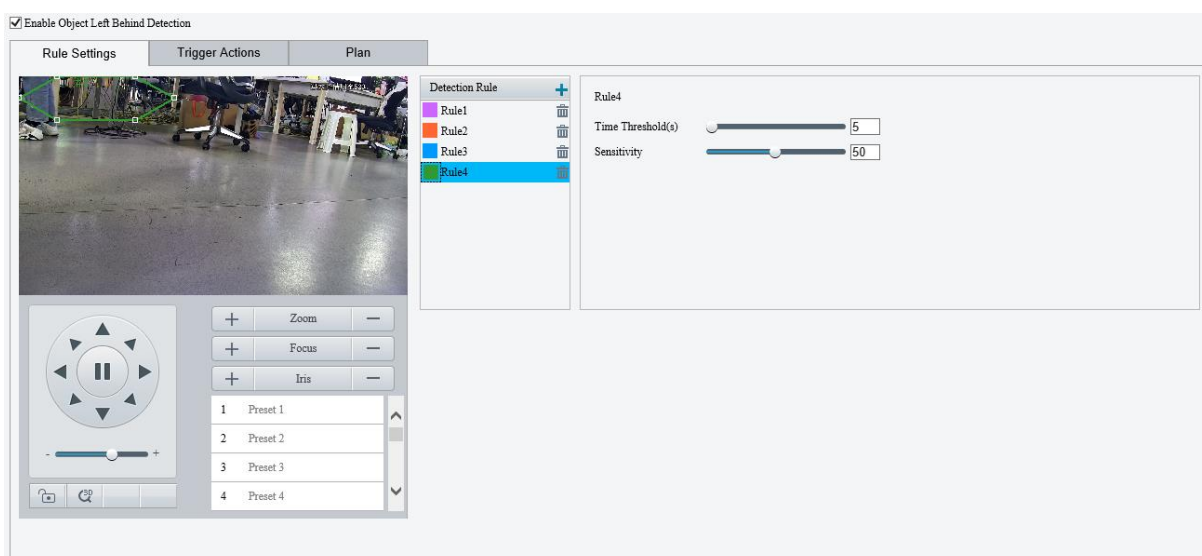 Enable Object Left Behind Detection
Rule Settings Trigger Actions Plan
Detection Rule
Rule1
Rule2
Rule3
Rule4
Rule4
Time Threshold(s) 5
Sensitivity 50
+ Zoom −
+ Focus −
+ Iris −
- +
3D
1 Preset 1
2 Preset 2
3 Preset 3
4 Preset 4